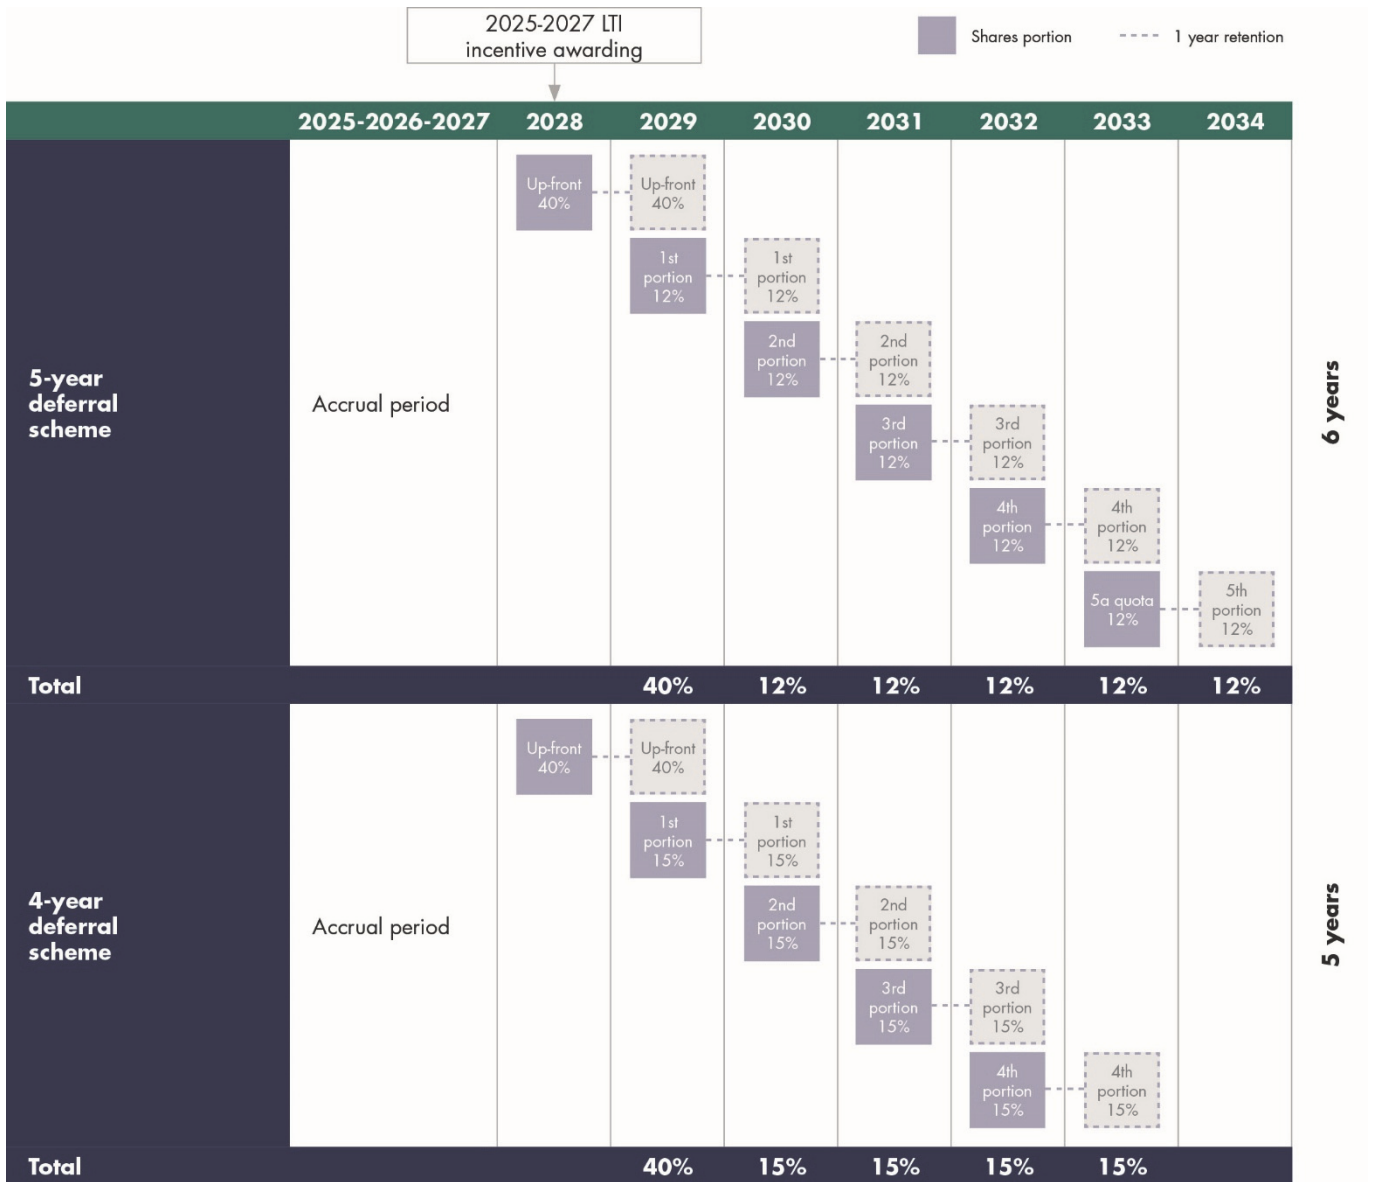 2025-2027 LTI
incentive awarding
Shares portion
1 year retention
2025-2026-2027 2028 2029 2030 2031 2032 2033 2034
5-year
deferral
scheme
Accrual period
Up-front
40%
Up-front
40%
1st
portion
12%
1st
portion
12%
2nd
portion
12%
2nd
portion
12%
3rd
portion
12%
3rd
portion
12%
4th
portion
12%
4th
portion
12%
5a quota
12%
5th
portion
12%
6 years
Total 40% 12% 12% 12% 12% 12%
4-year
deferral
scheme
Accrual period
Up-front
40%
Up-front
40%
1st
portion
15%
1st
portion
15%
2nd
portion
15%
2nd
portion
15%
3rd
portion
15%
3rd
portion
15%
4th
portion
15%
4th
portion
15%
5 years
Total 40% 15% 15% 15% 15%